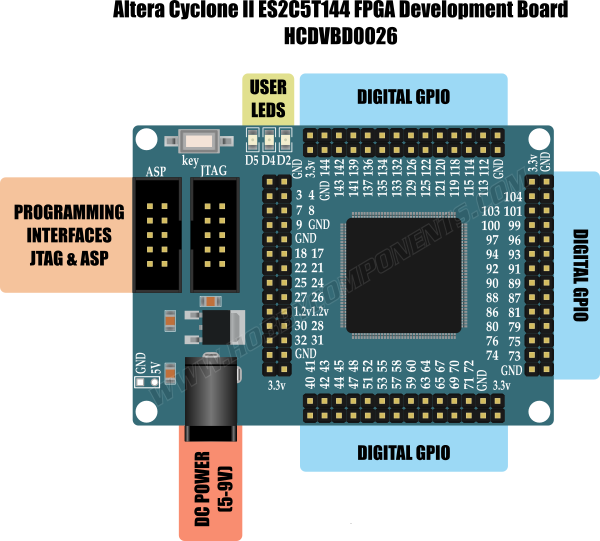 Altera Cyclone II ES2C5T144 FPGA Development Board
HCDVBD0026
USER
LEDS
DIGITAL GPIO
key
D5 D4 D2
ASP
JTAG
GND
3.3v
GND 144
143 142
141 139
137 136
135 134
133 132
129 126
125 122
121 120
119 118
115 114
113 112
GND
3.3v
GND
PROGRAMMING
INTERFACES
JTAG & ASP
3 4
7 8
9 GND
GND
18 17
22 21
25 24
27 26
1.2v1.2v
30 28
32 31
GND
3.3v
104
103 101
100 99
97 96
94 93
92 91
90 89
88 87
86 81
80 79
76 75
74 73
GND
3.3v
DIGITAL GPIO
GND
5V
40 41
42 43
44 45
47 48
51 52
53 55
57 58
59 60
63 64
65 67
69 70
71 72
GND
DC POWER
(5-9V)
DIGITAL GPIO